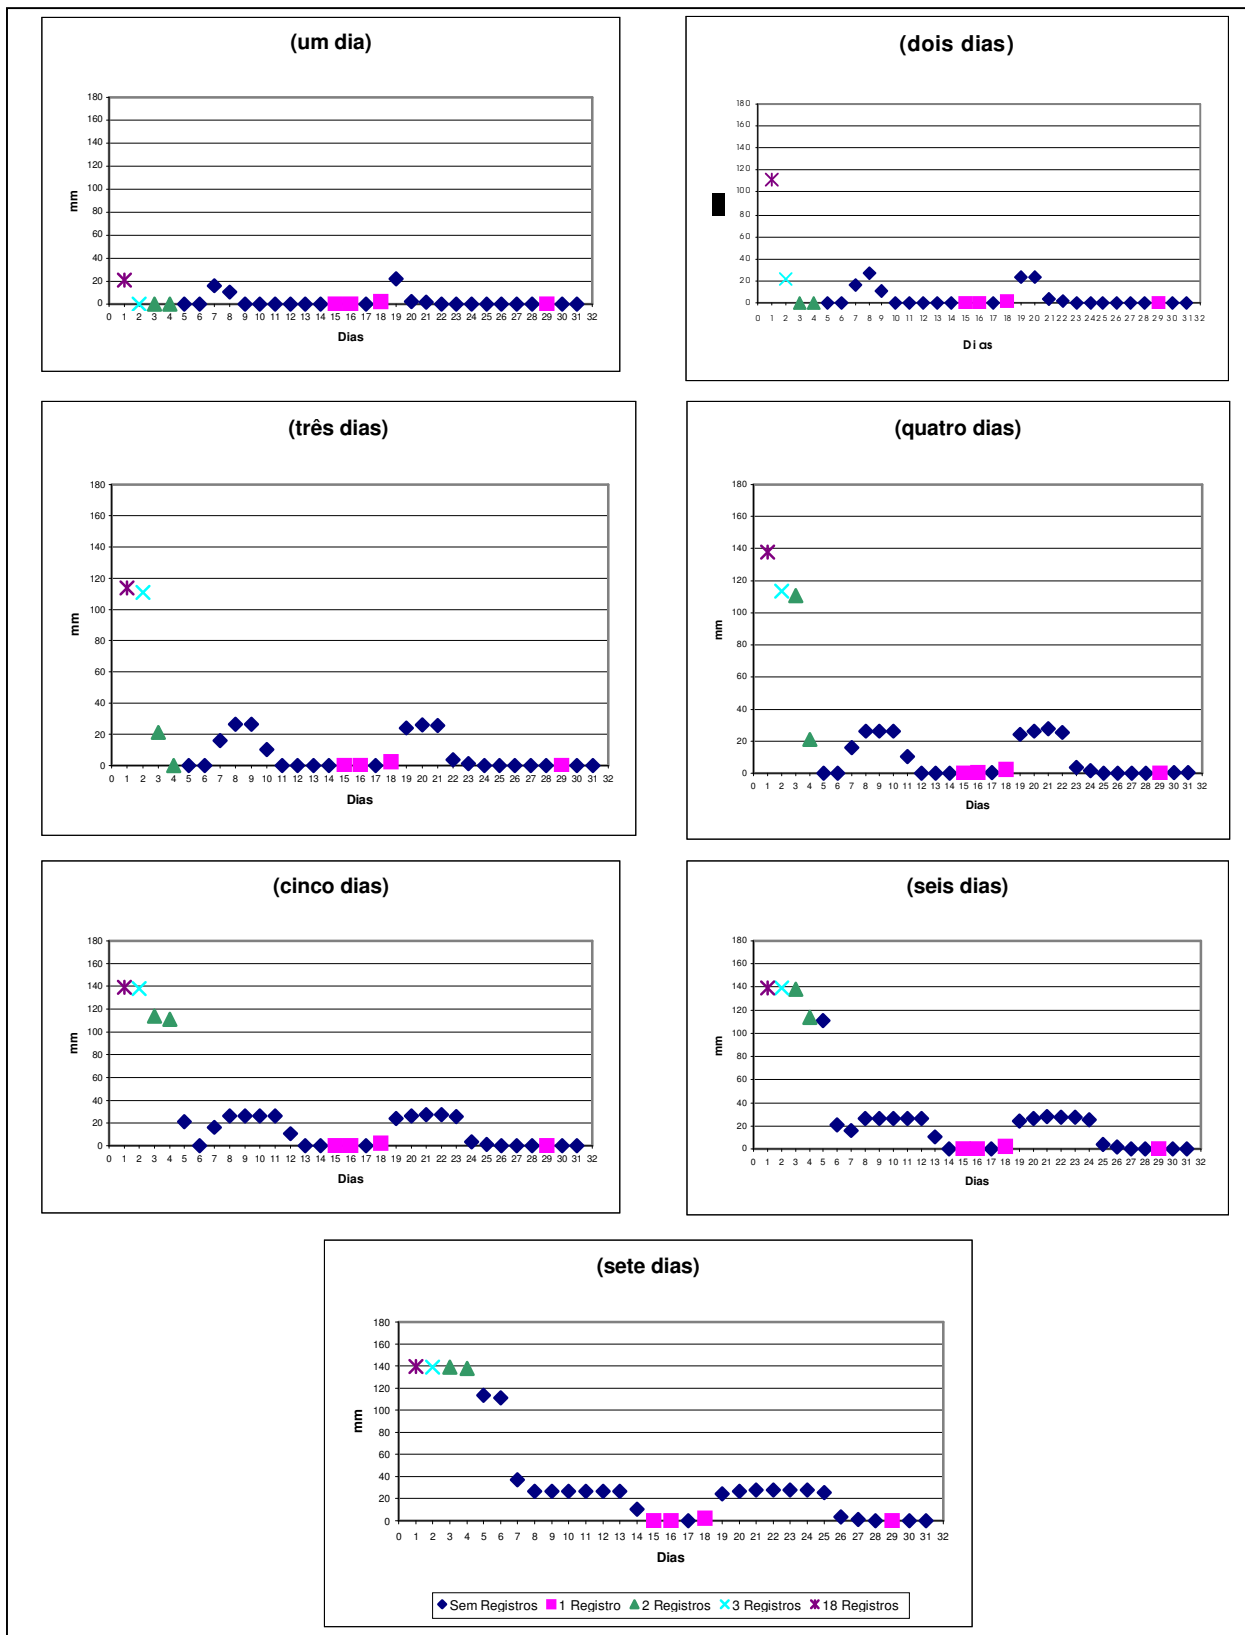 (um dia)
180
160
140
120
100
80
60
40
20
0
mm
0 1 2 3 4 5 6 7 8 9 10 11 12 13 14 15 16 17 18 19 20 21 22 23 24 25 26 27 28 29 30 31 32
Dias
(dois dias)
180
160
140
120
100
80
60
40
20
0
0 1 2 3 4 5 6 7 8 9 10 11 12 13 14 15 16 17 18 19 20 21 22 23 24 25 26 27 28 29 30 31 32
Dias
(três dias)
180
160
140
120
100
80
60
40
20
0
mm
0 1 2 3 4 5 6 7 8 9 10 11 12 13 14 15 16 17 18 19 20 21 22 23 24 25 26 27 28 29 30 31 32
Dias
(quatro dias)
180
160
140
120
100
80
60
40
20
0
mm
0 1 2 3 4 5 6 7 8 9 10 11 12 13 14 15 16 17 18 19 20 21 22 23 24 25 26 27 28 29 30 31 32
Dias
(cinco dias)
180
160
140
120
100
80
60
40
20
0
mm
0 1 2 3 4 5 6 7 8 9 10 11 12 13 14 15 16 17 18 19 20 21 22 23 24 25 26 27 28 29 30 31 32
Dias
(seis dias)
180
160
140
120
100
80
60
40
20
0
mm
0 1 2 3 4 5 6 7 8 9 10 11 12 13 14 15 16 17 18 19 20 21 22 23 24 25 26 27 28 29 30 31 32
Dias
(sete dias)
180
160
140
120
100
80
60
40
20
0
mm
0 1 2 3 4 5 6 7 8 9 10 11 12 13 14 15 16 17 18 19 20 21 22 23 24 25 26 27 28 29 30 31 32
Dias
Sem Registros 1 Registro 2 Registros 3 Registros 18 Registros